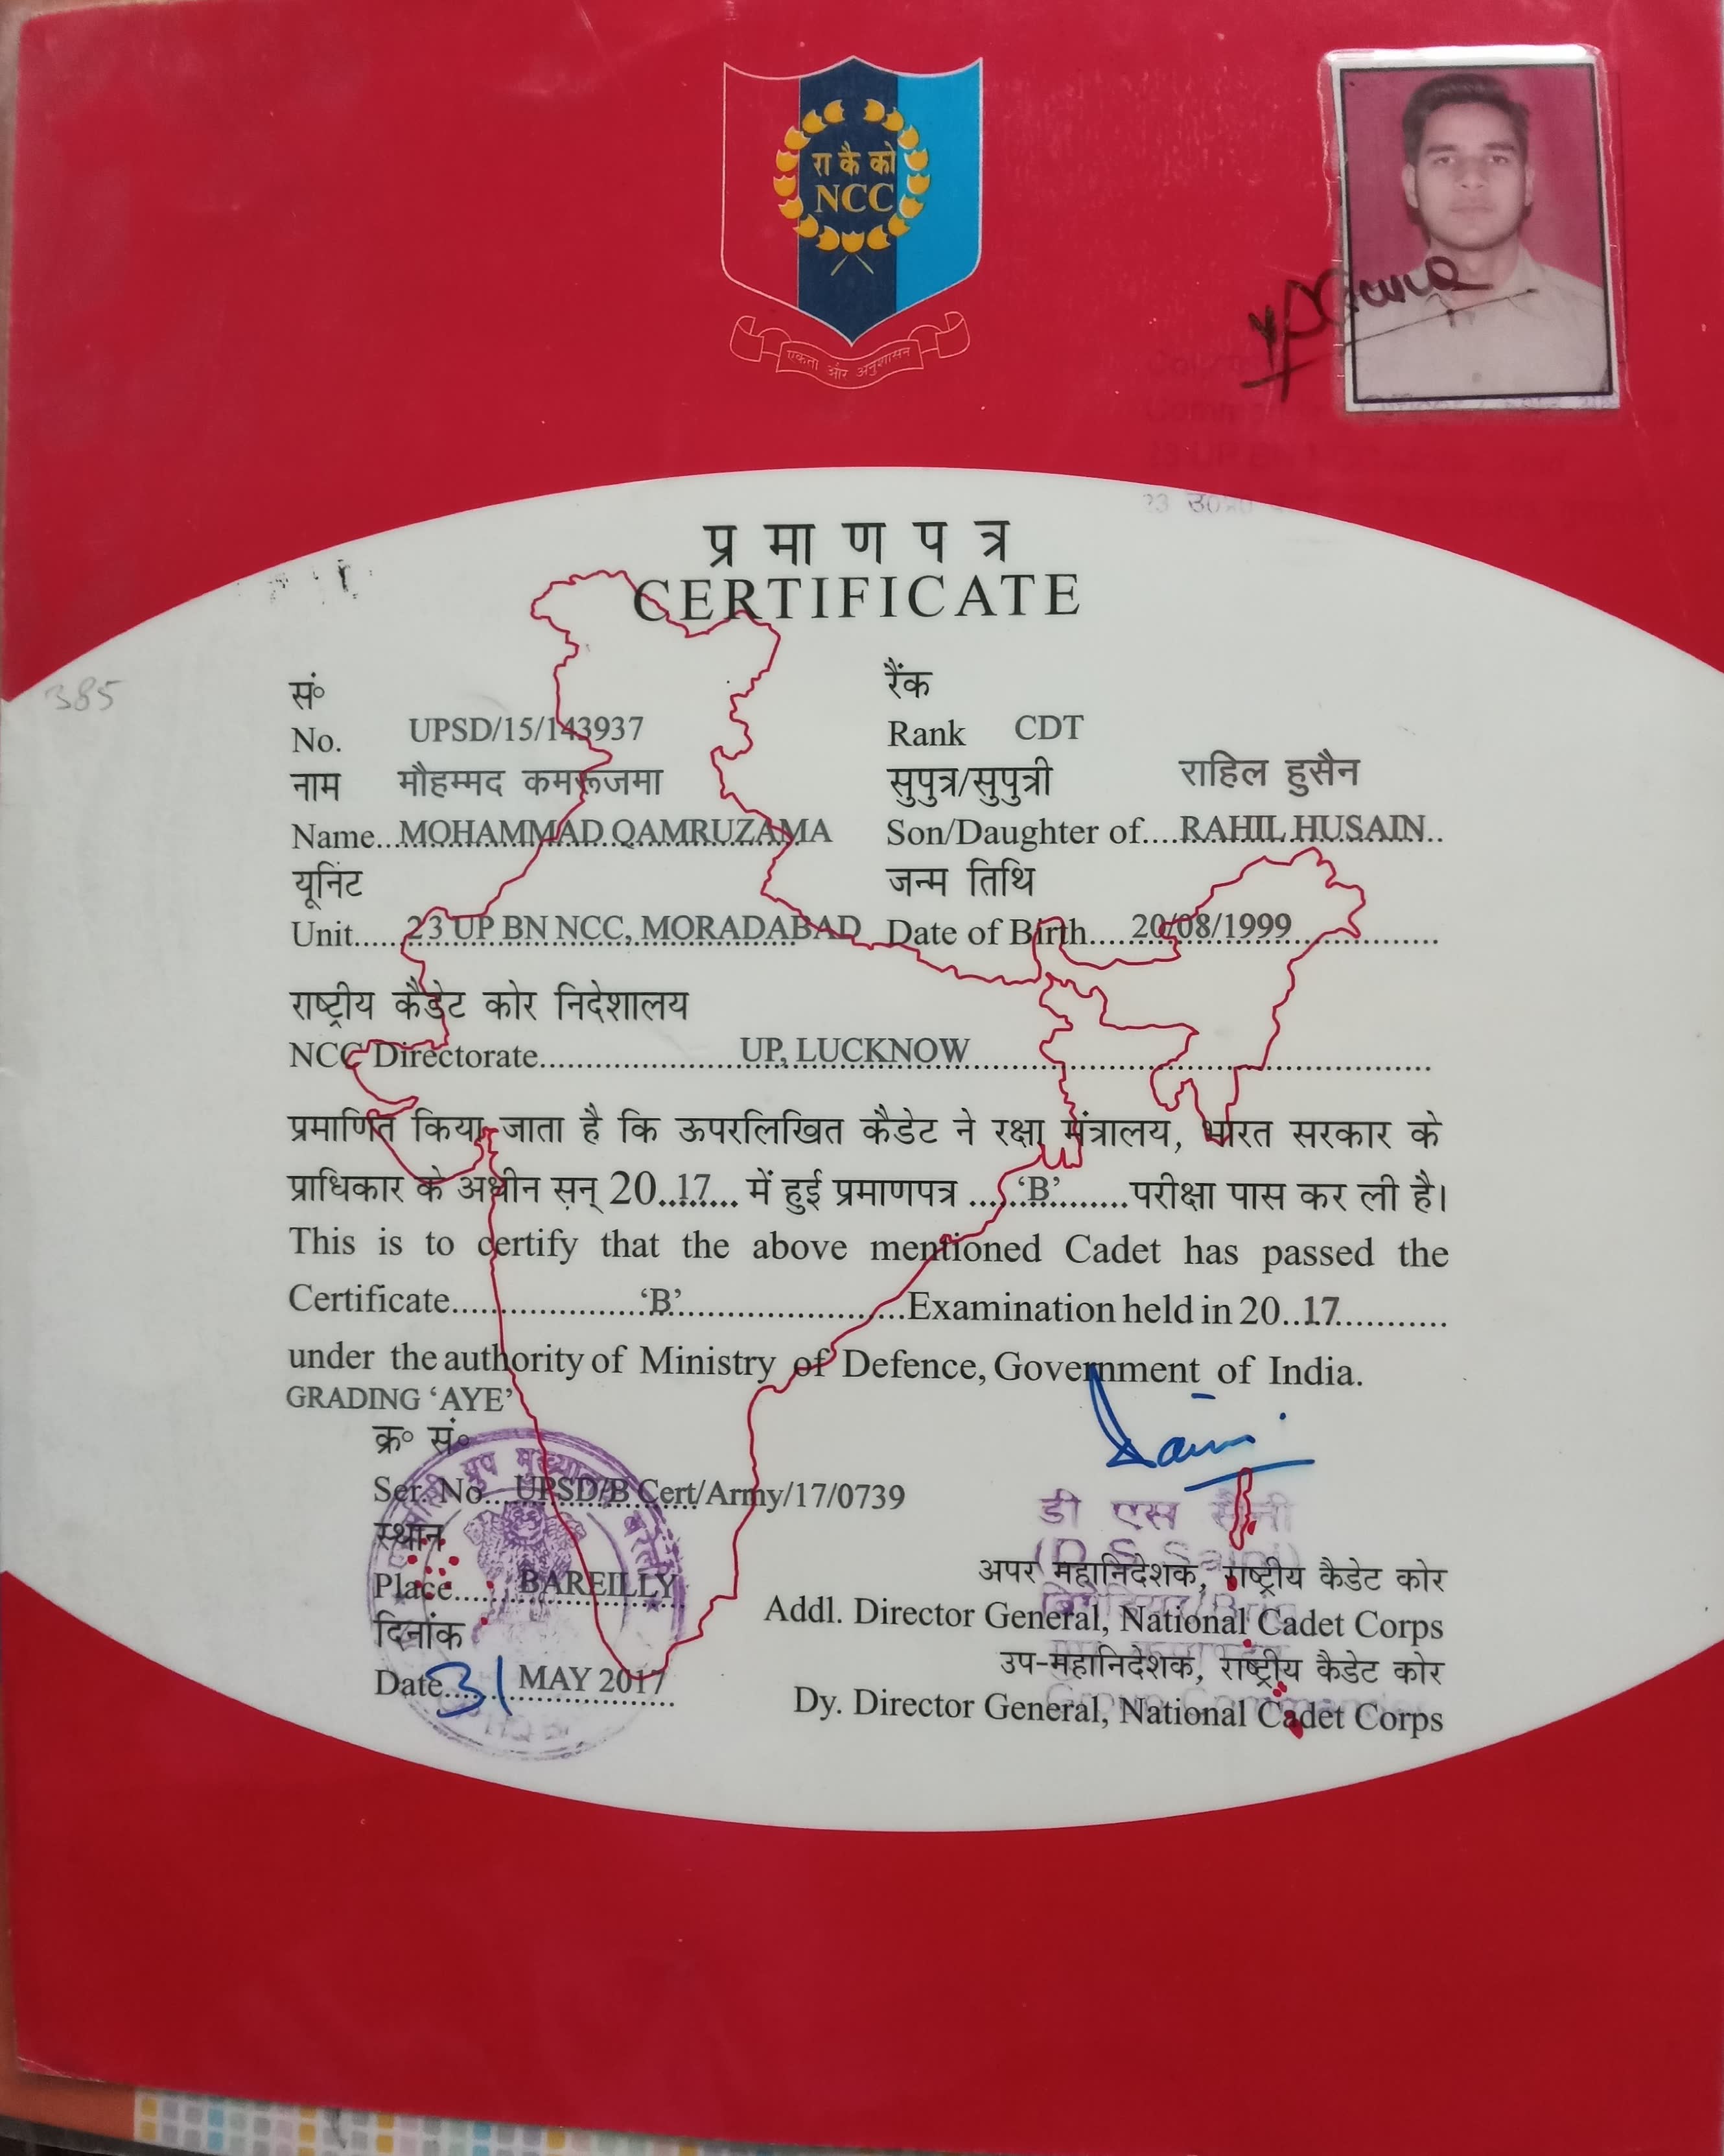 रा कै को
NCC
एकता और अनुशासन
प्रमाणपत्र
CERTIFICATE
385
सं० रैंक
No. UPSD/15/143937 Rank CDT
नाम मौहम्मद कमरूजमा सुपुत्र/सुपुत्री राहिल हुसैन
Name...MOHAMMAD QAMRUZAMA Son/Daughter of....RAHIL HUSAIN..
यूनिट जन्म तिथि
Unit.....23 UP BN NCC, MORADABAD Date of Birth....20/08/1999
राष्ट्रीय कैडेट कोर निदेशालय
NCC Directorate....................UP, LUCKNOW
प्रमाणित किया जाता है कि ऊपरलिखित कैडेट ने रक्षा मंत्रालय, भारत सरकार के
प्राधिकार के अधीन सन् 20..17... में हुई प्रमाणपत्र .....‘B’........परीक्षा पास कर ली है।
This is to certify that the above mentioned Cadet has passed the
Certificate....................‘B’.......................Examination held in 20..17............
under the authority of Ministry of Defence, Government of India.
GRADING ‘AYE’
क्र० सं०
Ser. No...UPSD/B Cert/Army/17/0739
डी एस सैनी
स्थान
अपर महानिदेशक, राष्ट्रीय कैडेट कोर
Place.......BAREILLY
Addl. Director General, National Cadet Corps
दिनांक
उप-महानिदेशक, राष्ट्रीय कैडेट कोर
Date....31 MAY 2017
Dy. Director General, National Cadet Corps